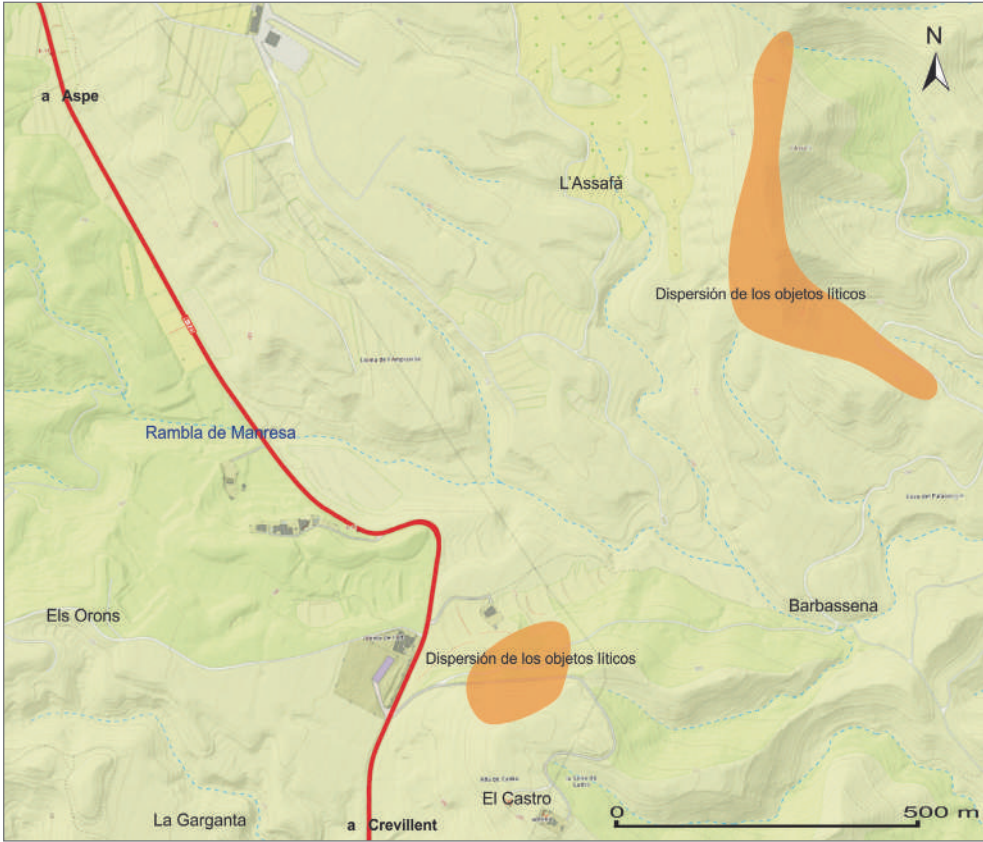 N
a Aspe
L'Assafà
Dispersión de los objetos líticos
Rambla de Manresa
Barbassena
Els Orons
Dispersión de los objetos líticos
El Castro
La Garganta
a Crevillent
0 500 m